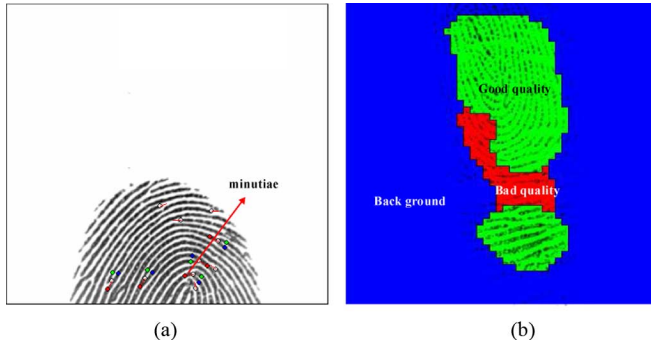 minutiae
Good quality
Bad quality
Back ground
(a)
(b)